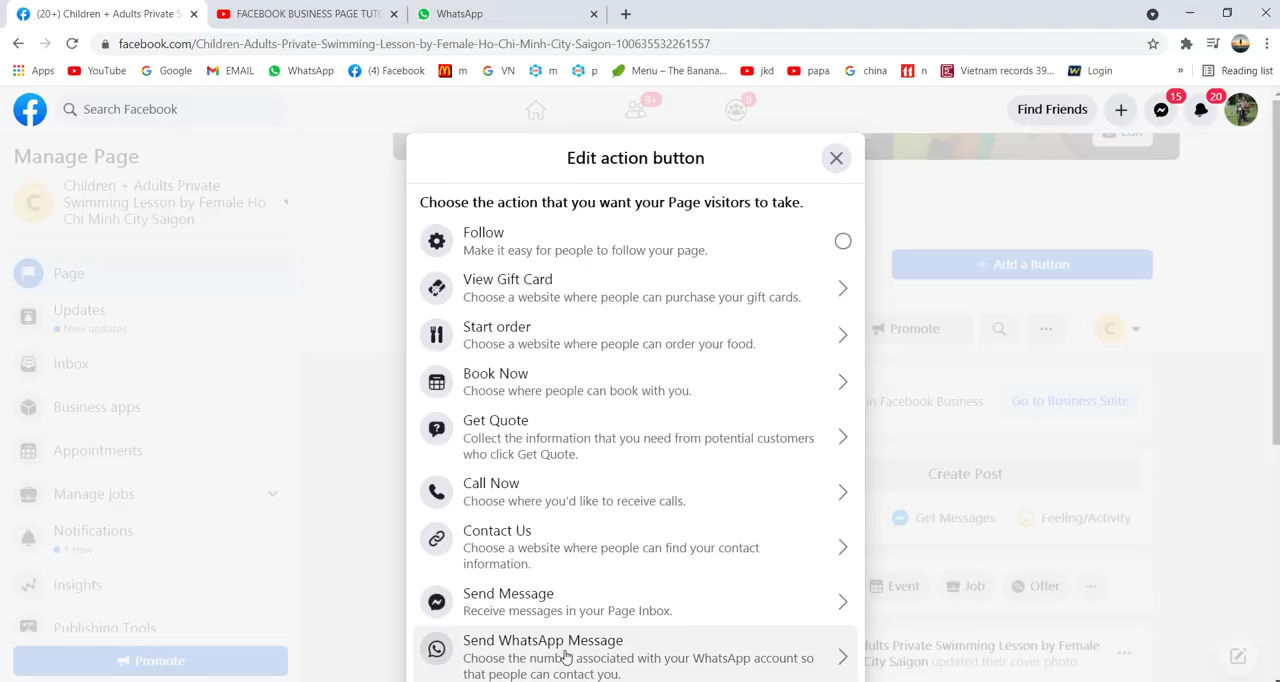 (20+) Children + Adults Private S
FACEBOOK BUSINESS PAGE TUTO
WhatsApp
facebook.com/Children-Adults-Private-Swimming-Lesson-by-Female-Ho-Chi-Minh-City-Saigon-100635532261557
Apps
YouTube
Google
EMAIL
WhatsApp
(4) Facebook
m
VN
m
p
Menu – The Banana...
jkd
papa
china
n
Vietnam records 39...
Login
»
Reading list
Search Facebook
9+
9
Find Friends
15
20
Manage Page
C
Children + Adults Private
Swimming Lesson by Female Ho
Chi Minh City Saigon
Page
Updates
New updates
Inbox
Business apps
Appointments
Manage jobs
Notifications
1 new
Insights
Publishing Tools
Promote
Edit action button
Choose the action that you want your Page visitors to take.
Follow
Make it easy for people to follow your page.
View Gift Card
Choose a website where people can purchase your gift cards.
Start order
Choose a website where people can order your food.
Book Now
Choose where people can book with you.
Get Quote
Collect the information that you need from potential customers
who click Get Quote.
Call Now
Choose where you'd like to receive calls.
Contact Us
Choose a website where people can find your contact
information.
Send Message
Receive messages in your Page Inbox.
Send WhatsApp Message
Choose the number associated with your WhatsApp account so
that people can contact you.
Edit
+ Add a Button
Promote
C
in Facebook Business
Go to Business Suite
Create Post
Get Messages
Feeling/Activity
Event
Job
Offer
dults Private Swimming Lesson by Female
City Saigon updated their cover photo.